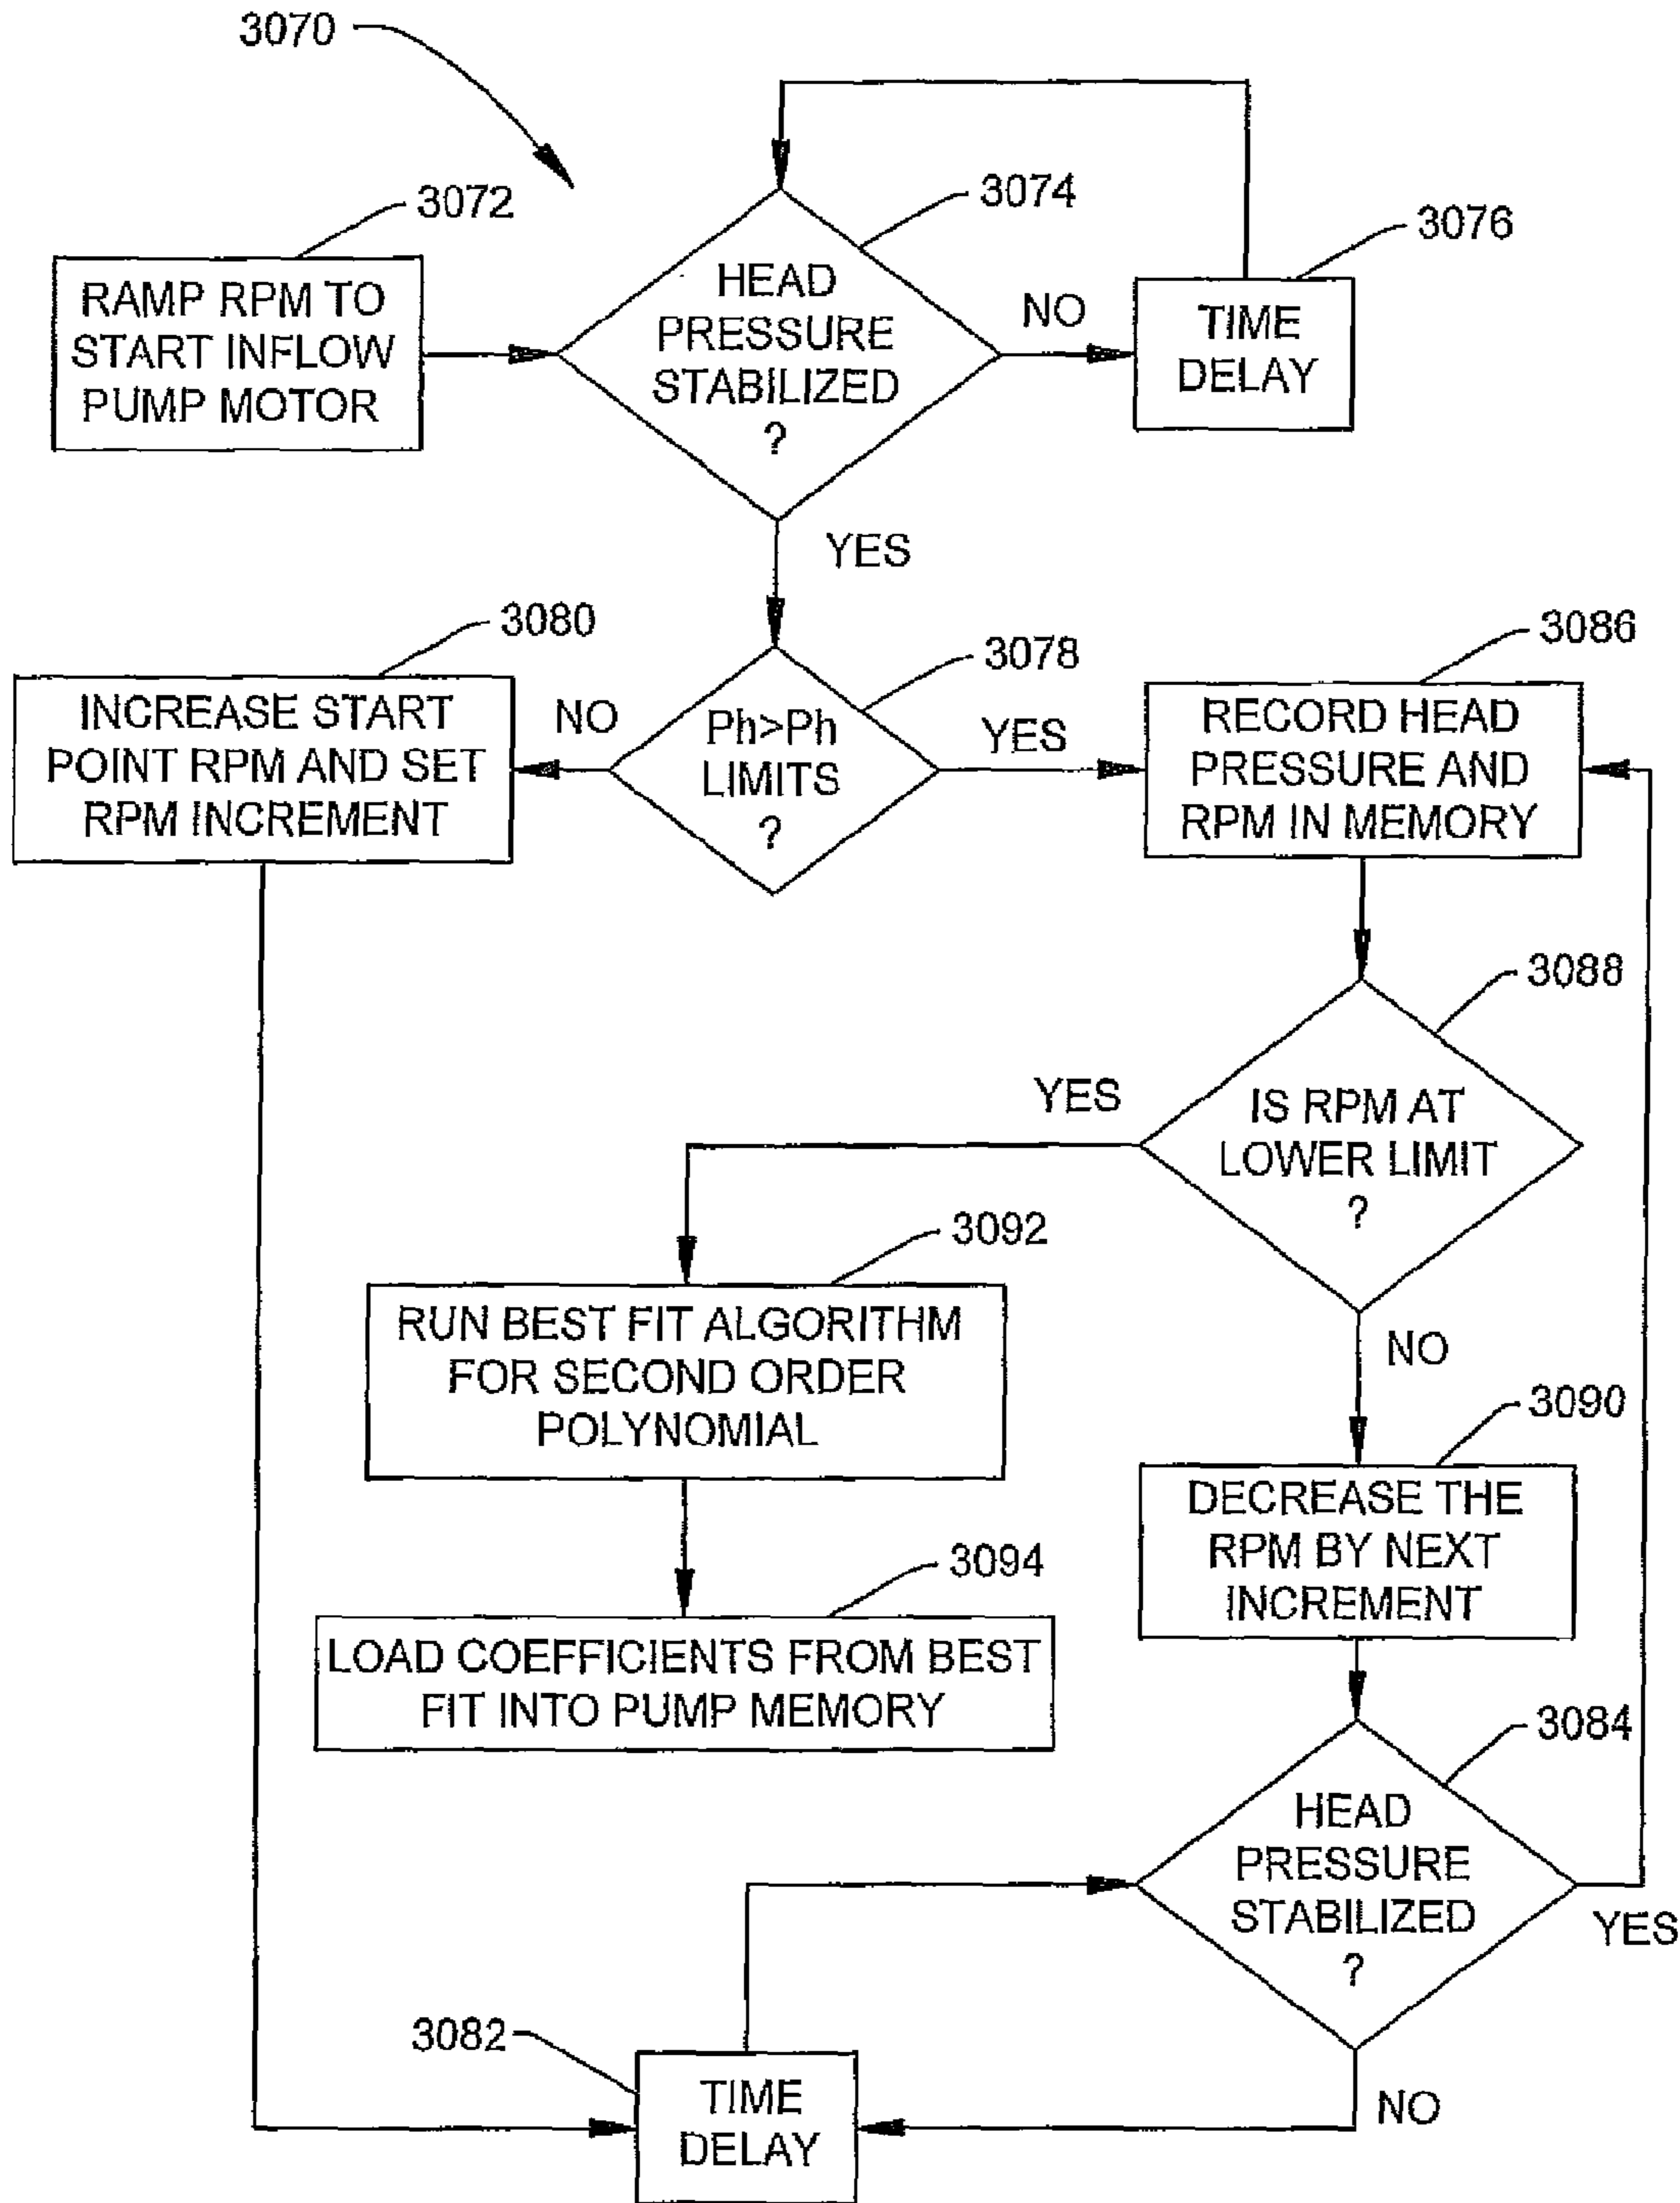 3070
3072
RAMP RPM TO
START INFLOW
PUMP MOTOR
3074
HEAD
PRESSURE
STABILIZED
?
NO
3076
TIME
DELAY
YES
3080
INCREASE START
POINT RPM AND SET
RPM INCREMENT
NO
3078
Ph>Ph
LIMITS
?
YES
3086
RECORD HEAD
PRESSURE AND
RPM IN MEMORY
3088
IS RPM AT
LOWER LIMIT
?
YES
NO
3092
RUN BEST FIT ALGORITHM
FOR SECOND ORDER
POLYNOMIAL
3090
DECREASE THE
RPM BY NEXT
INCREMENT
3094
LOAD COEFFICIENTS FROM BEST
FIT INTO PUMP MEMORY
3084
HEAD
PRESSURE
STABILIZED
?
YES
NO
3082
TIME
DELAY